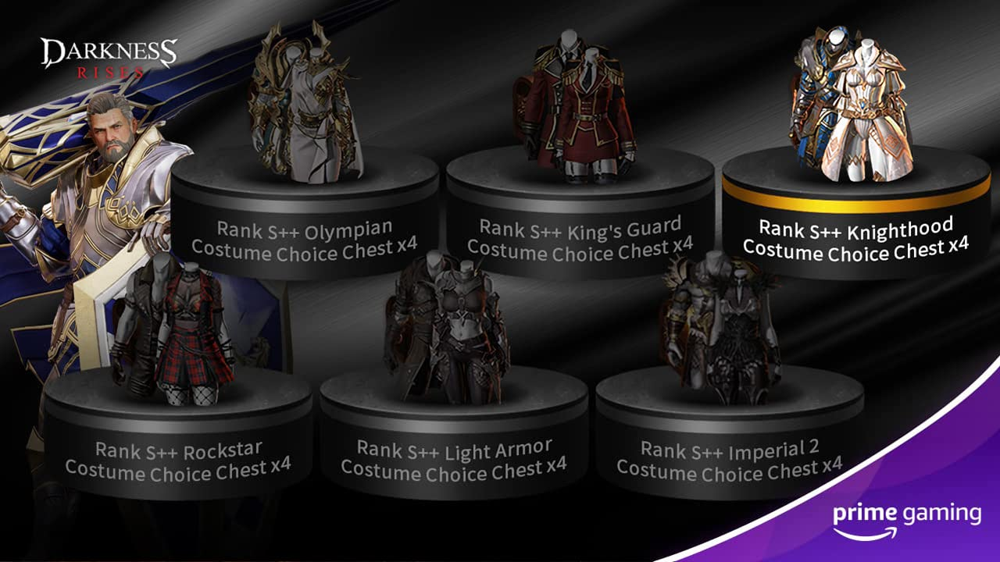 DARKNESS
RISES
Rank S++ Olympian
Costume Choice Chest x4
Rank S++ King's Guard
Costume Choice Chest x4
Rank S++ Knighthood
Costume Choice Chest x4
Rank S++ Rockstar
Costume Choice Chest x4
Rank S++ Light Armor
Costume Choice Chest x4
Rank S++ Imperial 2
Costume Choice Chest x4
prime gaming